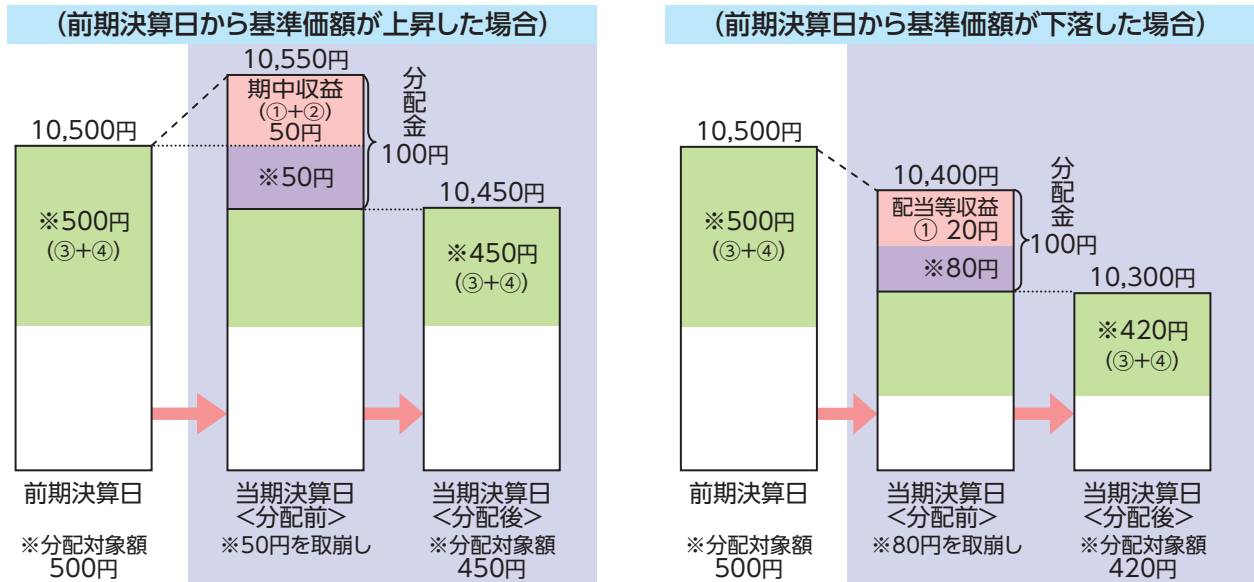 (前期決算日から基準価額が上昇した場合)
10,550円
期中収益
(①+②)
50円
※50円
分配金
100円
10,500円
※500円
(③+④)
10,450円
※450円
(③+④)
前期決算日
※分配対象額
500円
当期決算日
<分配前>
※50円を取崩し
当期決算日
<分配後>
※分配対象額
450円
(前期決算日から基準価額が下落した場合)
10,500円
※500円
(③+④)
10,400円
配当等収益
① 20円
※80円
分配金
100円
10,300円
※420円
(③+④)
前期決算日
※分配対象額
500円
当期決算日
<分配前>
※80円を取崩し
当期決算日
<分配後>
※分配対象額
420円